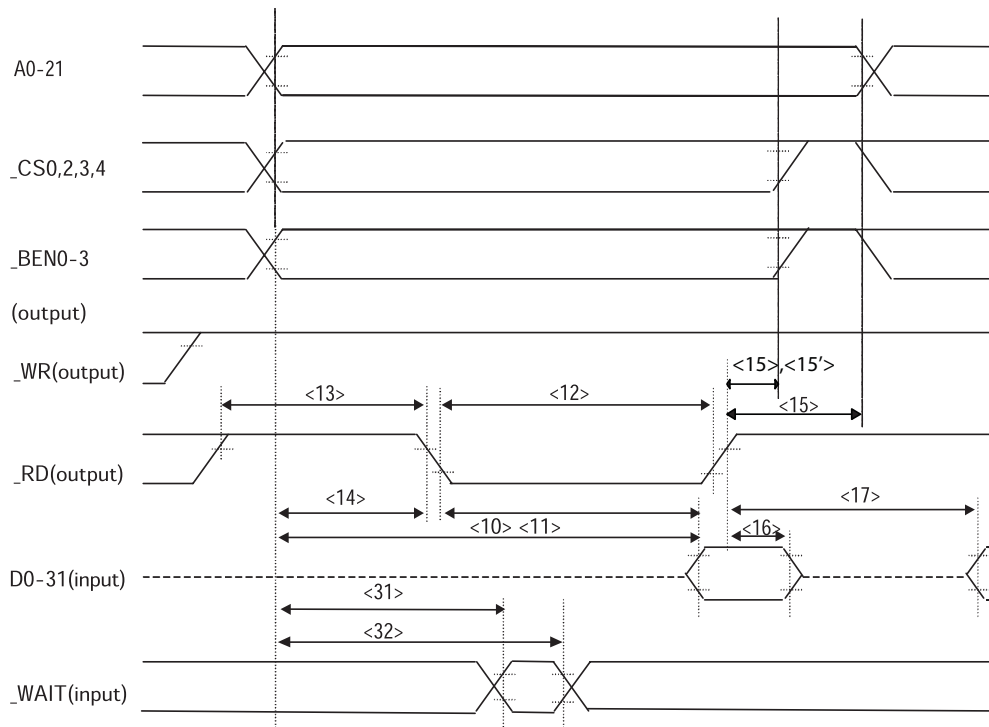 A0-21
_CS0,2,3,4
_BEN0-3
(output)
_WR(output)
<15>,<15'>
<13>
<12>
<15>
_RD(output)
<14>
<17>
<10> <11>
<16>
D0-31(input)
<31>
<32>
_WAIT(input)